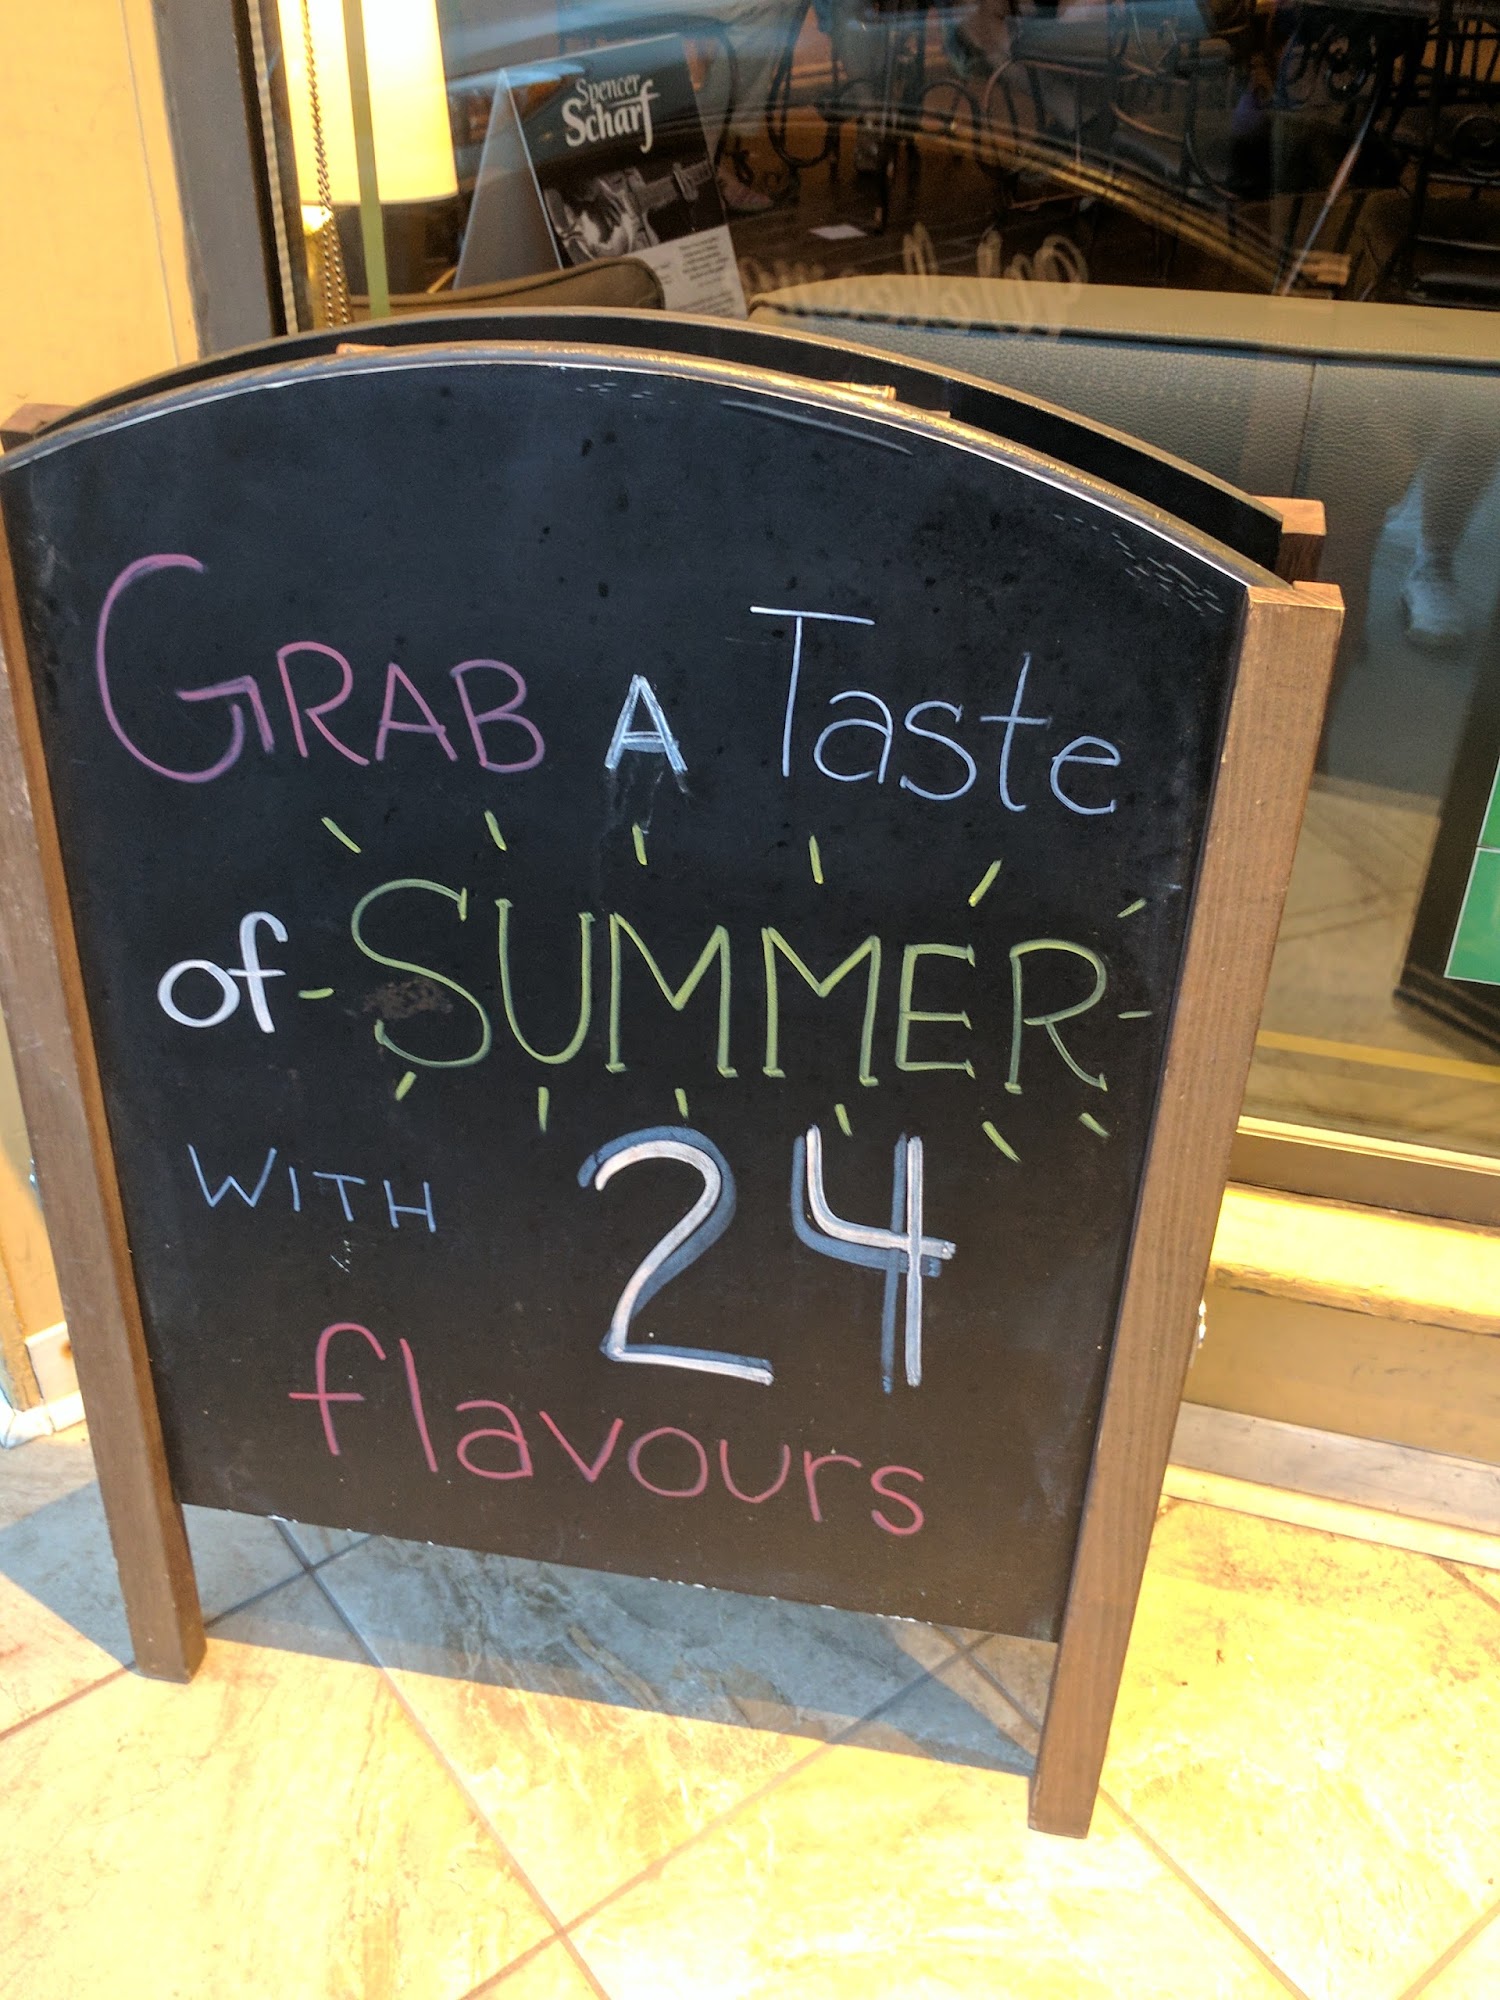 Spencer
Scharf
GRAB A Taste
of - SUMMER -
WITH 24
flavours